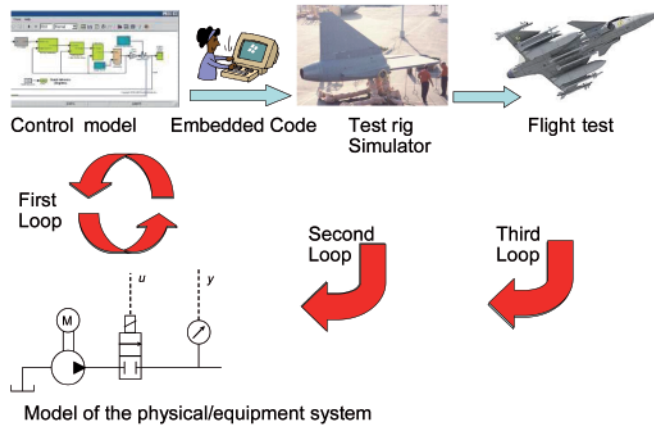 Control model
Embedded Code
Test rig
Simulator
Flight test
First
Loop
Second
Loop
Third
Loop
u
y
M
Model of the physical/equipment system